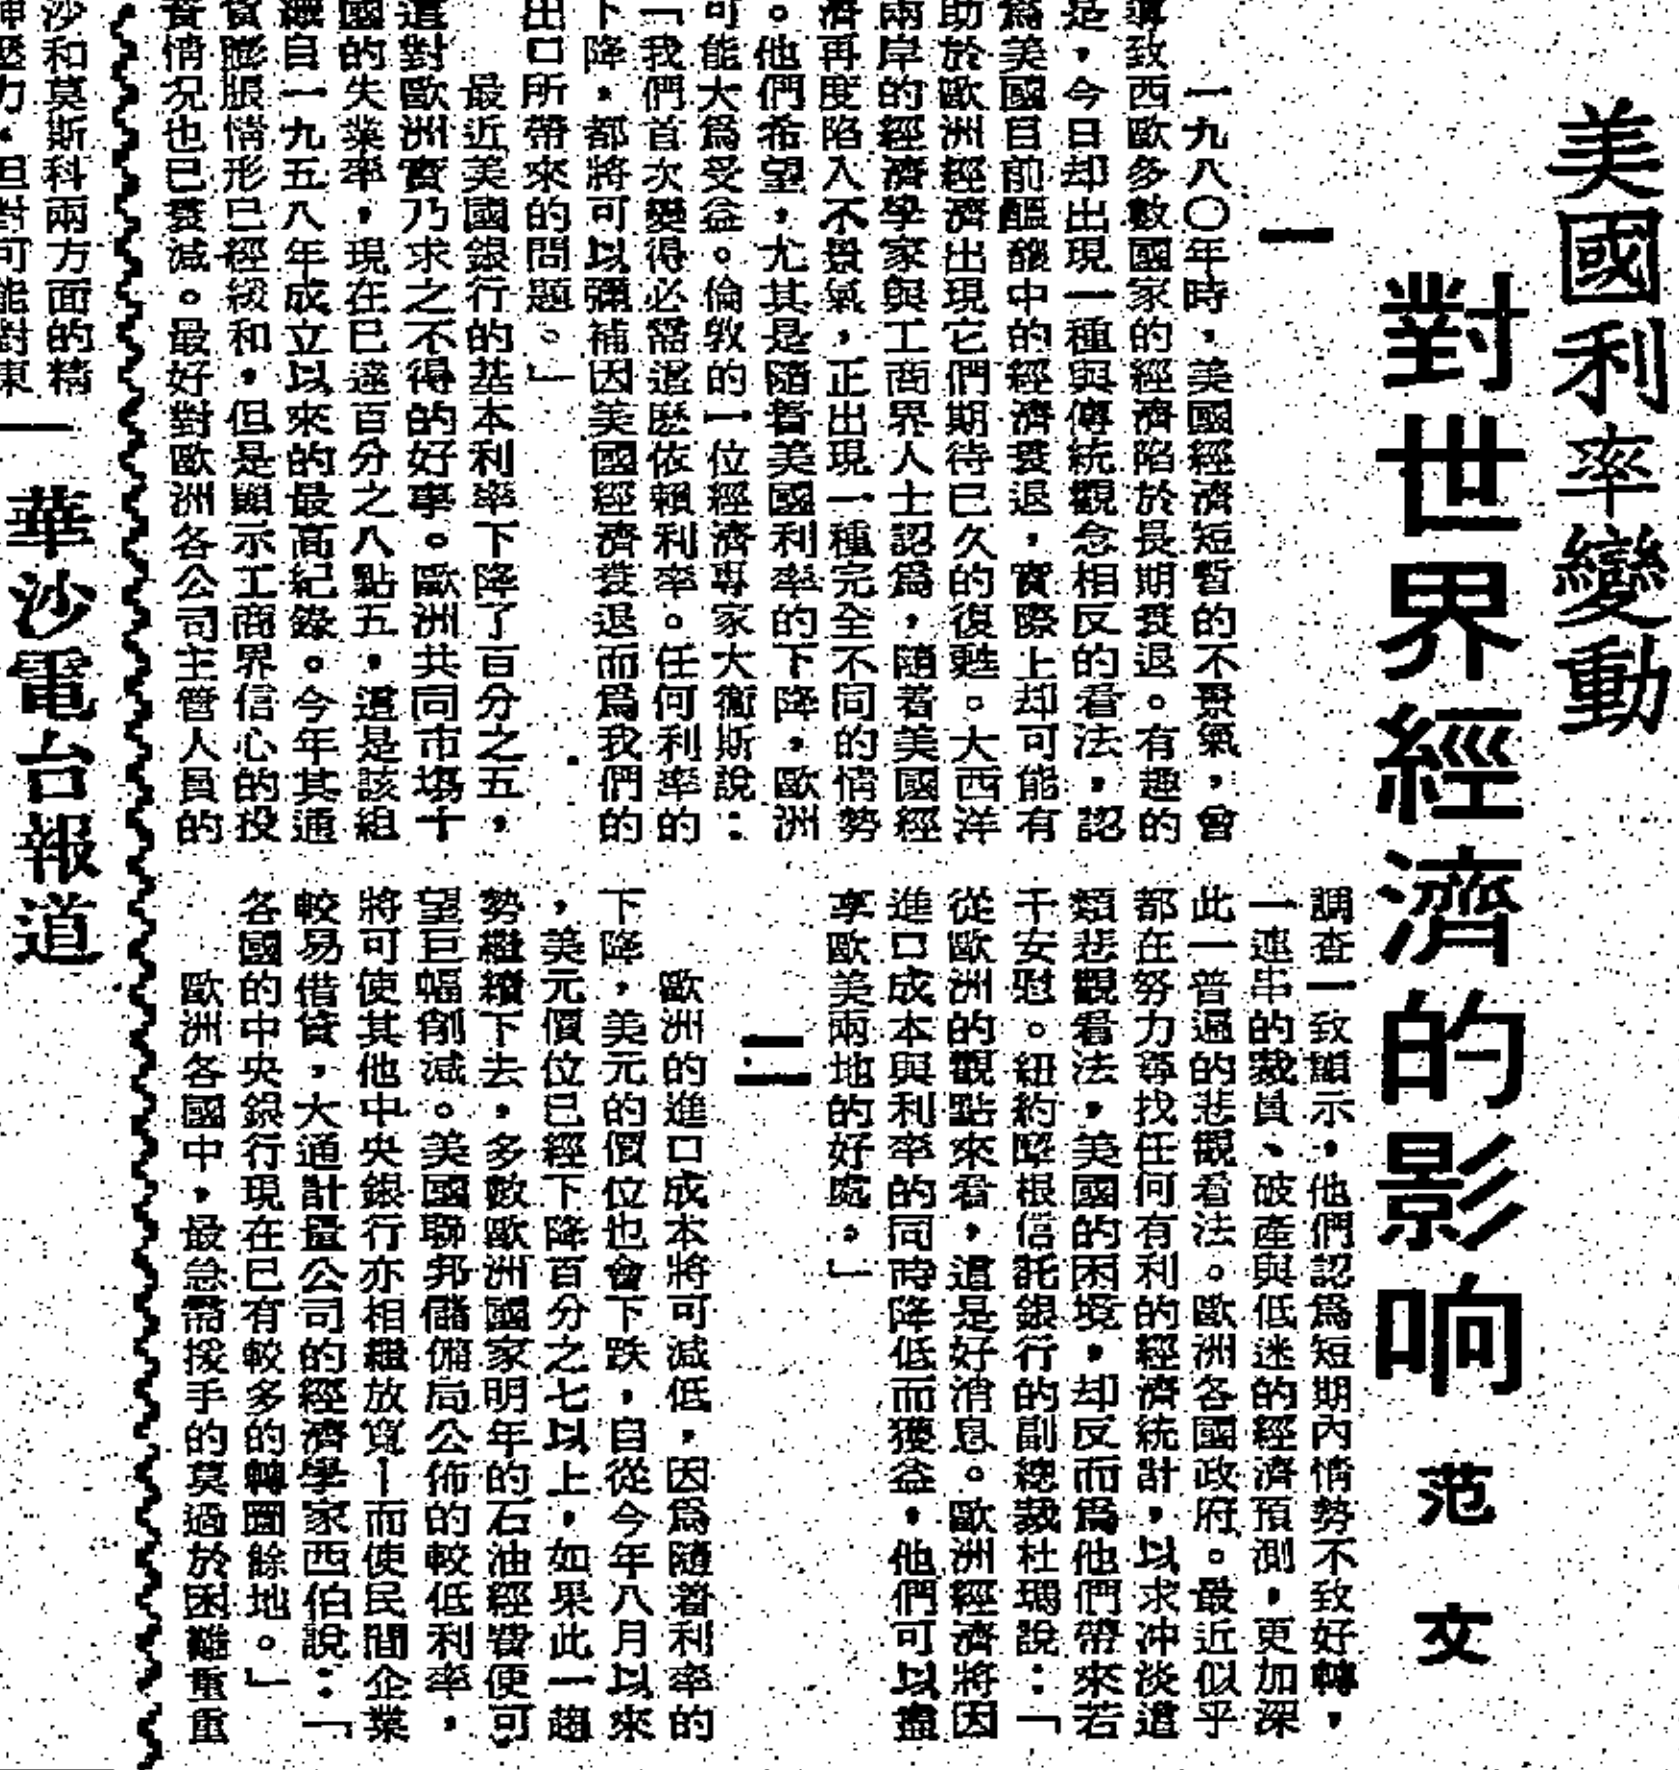 美國利率變動
對世界經濟的影响
范文
一
一九八〇年時，美國經濟短暫的不景氣，曾
導致西歐多數國家的經濟陷於長期衰退。有趣的
是，今日却出現一種與傳統觀念相反的看法，認
爲美國目前醞釀中的經濟衰退，實際上却可能有
助於歐洲經濟出現它們期待已久的復甦。大西洋
兩岸的經濟學家與工商界人士認爲，隨着美國經
濟再度陷入不景氣，正出現一種完全不同的情勢
。他們希望，尤其是隨着美國利率的下降，歐洲
可能大爲受益。倫敦的一位經濟專家大衞斯說：
「我們首次變得必需這麽依賴利率。任何利率的
下降，都將可以彌補因美國經濟衰退而爲我們的
出口所帶來的問題。」
最近美國銀行的基本利率下降了百分之五，
這對歐洲實乃求之不得的好事。歐洲共同市場十
國的失業率，現在已達百分之八點五，這是該組
織自一九五八年成立以來的最高紀錄。今年其通
貨膨脹情形已經緩和，但是顯示工商界信心的投
資情况也已衰減。最好對歐洲各公司主管人員的
調查一致顯示，他們認爲短期內情勢不致好轉，
一連串的裁員、破產與低迷的經濟預測，更加深
此一普遍的悲觀看法。歐洲各國政府。最近似乎
都在努力尋找任何有利的經濟統計，以求冲淡這
類悲觀看法，美國的困境，却反而爲他們帶來若
干安慰。紐約摩根信託銀行的副總裁杜瑪說：「
從歐洲的觀點來看，這是好消息。歐洲經濟將因
進口成本與利率的同時降低而獲益，他們可以盡
享歐美兩地的好處，」
二
歐洲的進口成本將可減低，因爲隨着利率的
下降，美元的價位也會下跌，自從今年八月以來
，美元價位已經下降百分之七以上，如果此一趨
勢繼續下去，多數歐洲國家明年的石油經費便可
望巨幅削減。美國聯邦儲備局公佈的較低利率，
將可使其他中央銀行亦相繼放寬—而使民間企業
較易借貸，大通計量公司的經濟學家西伯說：「
各國的中央銀行現在已有較多的轉圜餘地。」
歐洲各國中，最急需援手的莫過於困難重重
沙和莫斯科兩方面的精
神壓力，但對可能對東
華沙電台報道